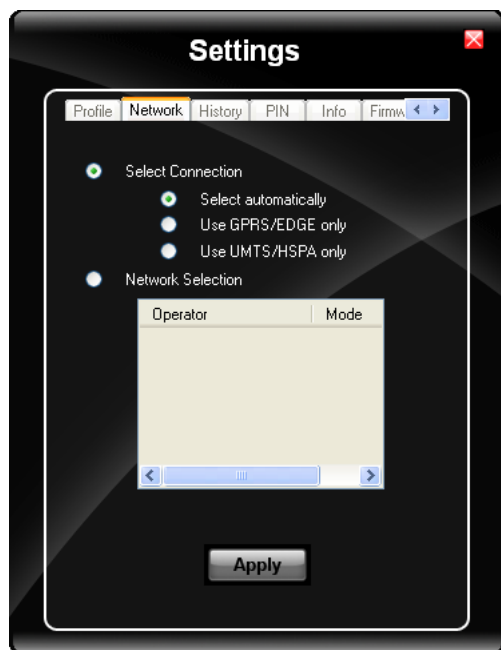 Settings
Profile Network History PIN Info Firmw
Select Connection
Select automatically
Use GPRS/EDGE only
Use UMTS/HSPA only
Network Selection
Operator Mode
Apply